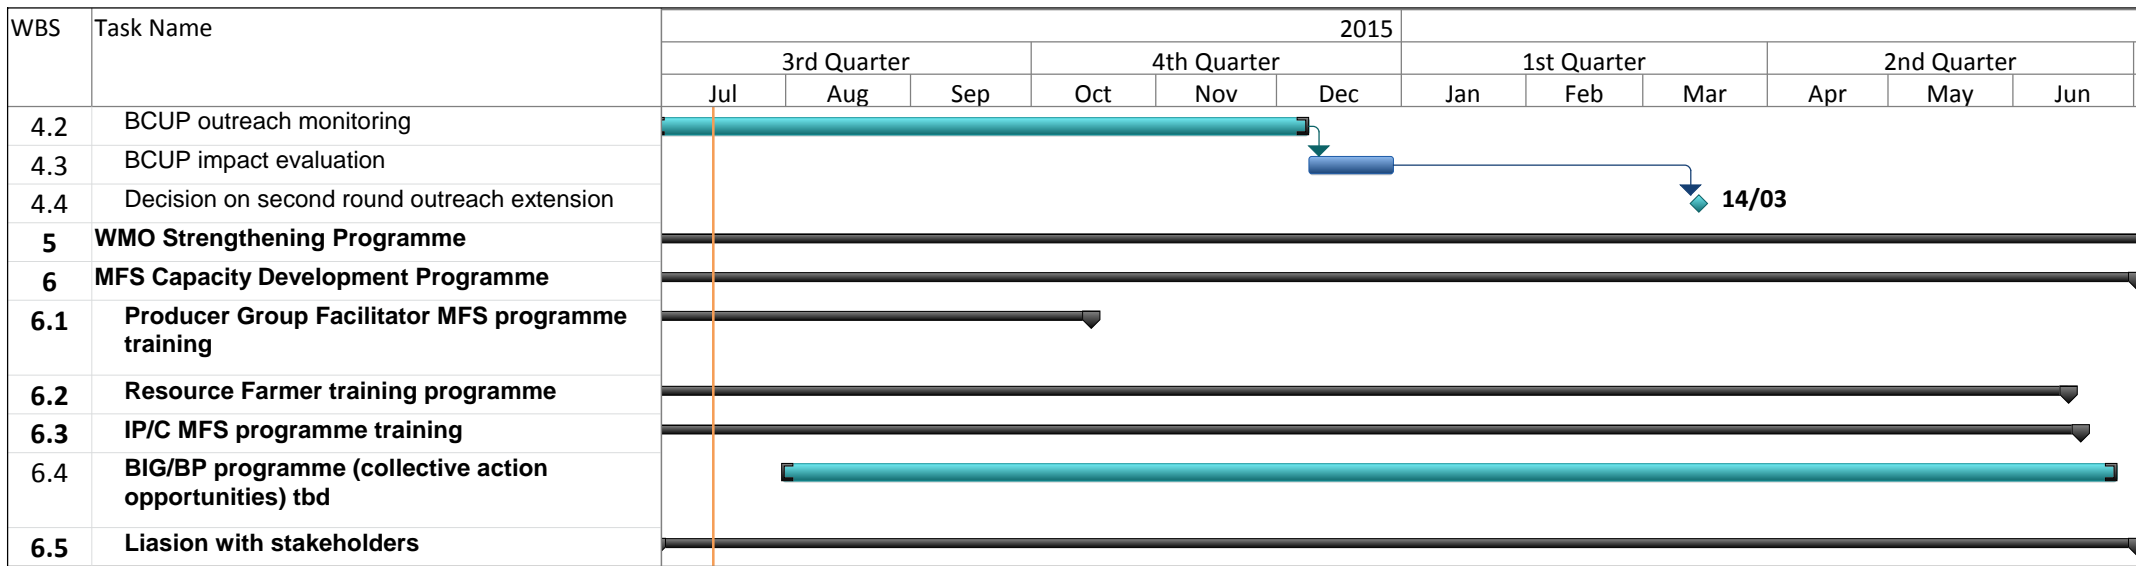 WBS Task Name 2015
3rd Quarter 4th Quarter 1st Quarter 2nd Quarter
Jul Aug Sep Oct Nov Dec Jan Feb Mar Apr May Jun
4.2 BCUP outreach monitoring
4.3 BCUP impact evaluation
4.4 Decision on second round outreach extension 14/03
5 WMO Strengthening Programme
6 MFS Capacity Development Programme
6.1 Producer Group Facilitator MFS programme
training
6.2 Resource Farmer training programme
6.3 IP/C MFS programme training
6.4 BIG/BP programme (collective action
opportunities) tbd
6.5 Liasion with stakeholders